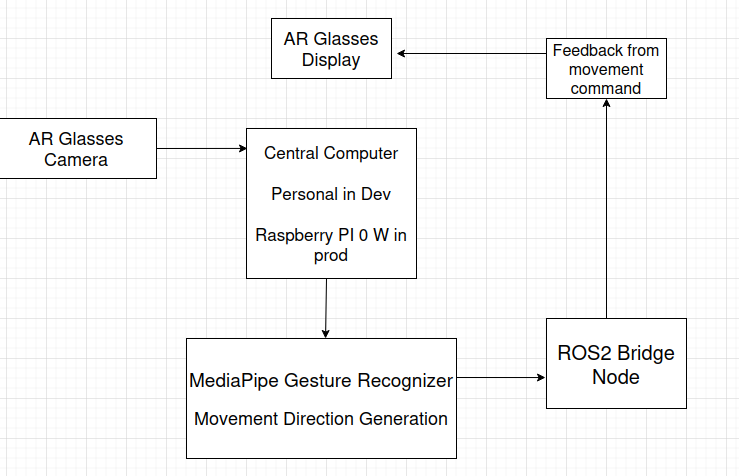 AR Glasses
Display
Feedback from
movement
command
AR Glasses
Camera
Central Computer
Personal in Dev
Raspberry PI 0 W in
prod
MediaPipe Gesture Recognizer
Movement Direction Generation
ROS2 Bridge
Node